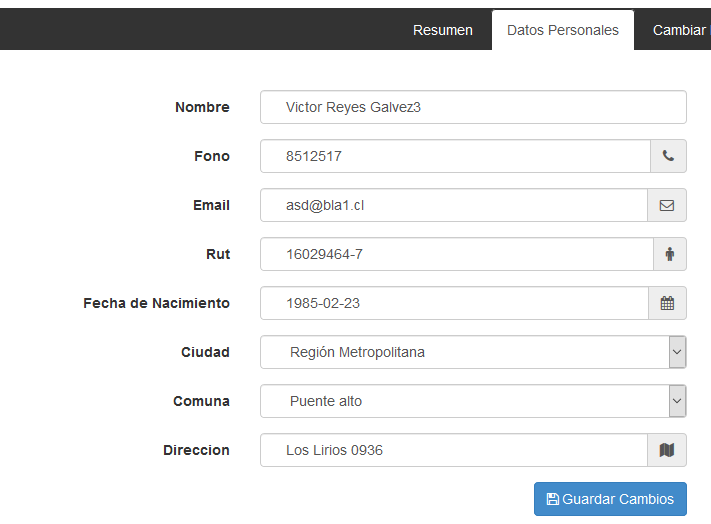 Resumen Datos Personales Cambiar
Nombre Victor Reyes Galvez3
Fono 8512517
Email asd@bla1.cl
Rut 16029464-7
Fecha de Nacimiento 1985-02-23
Ciudad Región Metropolitana
Comuna Puente alto
Direccion Los Lirios 0936
Guardar Cambios